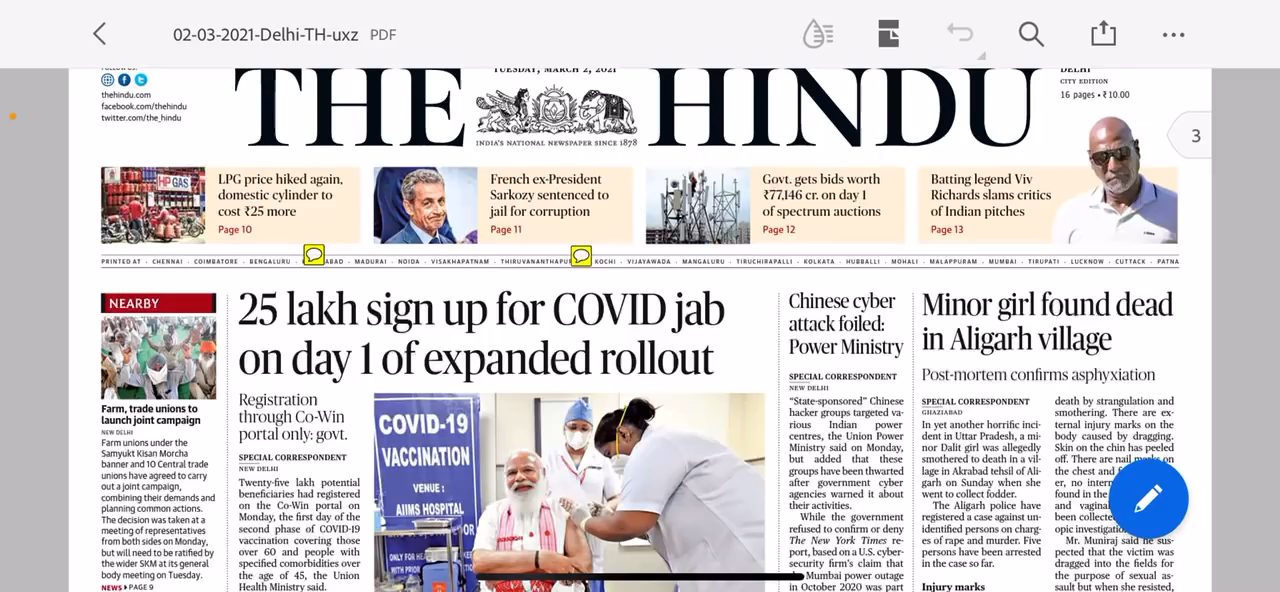 02-03-2021-Delhi-TH-uxz PDF
TUESDAY, MARCH 2, 2021
DELHI
CITY EDITION
16 pages • ₹10.00
thehindu.com
facebook.com/thehindu
twitter.com/the_hindu
THE HINDU
INDIA'S NATIONAL NEWSPAPER SINCE 1878
3
HP GAS
LPG price hiked again,
domestic cylinder to
cost ₹25 more
Page 10
French ex-President
Sarkozy sentenced to
jail for corruption
Page 11
Govt. gets bids worth
₹77,146 cr. on day 1
of spectrum auctions
Page 12
Batting legend Viv
Richards slams critics
of Indian pitches
Page 13
PRINTED AT · CHENNAI · COIMBATORE · BENGALURU · ABAD · MADURAI · NOIDA · VISAKHAPATNAM · THIRUVANANTHAPUR KOCHI · VIJAYAWADA · MANGALURU · TIRUCHIRAPALLI · KOLKATA · HUBBALLI · MOHALI · MALAPPURAM · MUMBAI · TIRUPATI · LUCKNOW · CUTTACK · PATNA
NEARBY
Farm, trade unions to
launch joint campaign
NEW DELHI
Farm unions under the
Samyukt Kisan Morcha
banner and 10 Central trade
unions have agreed to carry
out a joint campaign,
combining their demands and
planning common actions.
The decision was taken at a
meeting of representatives
from both sides on Monday,
but will need to be ratified by
the wider SKM at its general
body meeting on Tuesday.
NEWS PAGE 9
25 lakh sign up for COVID jab
on day 1 of expanded rollout
Registration
through Co-Win
portal only: govt.
SPECIAL CORRESPONDENT
NEW DELHI
Twenty-five lakh potential
beneficiaries had registered
on the Co-Win portal on
Monday, the first day of the
second phase of COVID-19
vaccination covering those
over 60 and people with
specified comorbidities over
the age of 45, the Union
Health Ministry said.
COVID-19
VACCINATION
VENUE :
AIIMS HOSPITAL
ONLY FOR
Chinese cyber
attack foiled:
Power Ministry
SPECIAL CORRESPONDENT
NEW DELHI
"State-sponsored" Chinese
hacker groups targeted va-
rious Indian power
centres, the Union Power
Ministry said on Monday,
but added that these
groups have been thwarted
after government cyber
agencies warned it about
their activities.
While the government
refused to confirm or deny
The New York Times re-
port, based on a U.S. cyber-
security firm's claim that
Mumbai power outage
in October 2020 was part
Minor girl found dead
in Aligarh village
Post-mortem confirms asphyxiation
SPECIAL CORRESPONDENT
GHAZIABAD
In yet another horrific inci-
dent in Uttar Pradesh, a mi-
nor Dalit girl was allegedly
smothered to death in a vil-
lage in Akrabad tehsil of Ali-
garh on Sunday when she
went to collect fodder.
The Aligarh police have
registered a case against un-
identified persons on charg-
es of rape and murder. Five
persons have been arrested
in the case so far.
Injury marks
death by strangulation and
smothering. There are ex-
ternal injury marks on the
body caused by dragging.
Skin on the chin has peeled
off. There are nail marks on
the chest and
er, no intern
found in the
and vagina
been collec
opic investigatio
Mr. Muniraj said he sus-
pected that the victim was
dragged into the fields for
the purpose of sexual as-
sault but when she resisted,